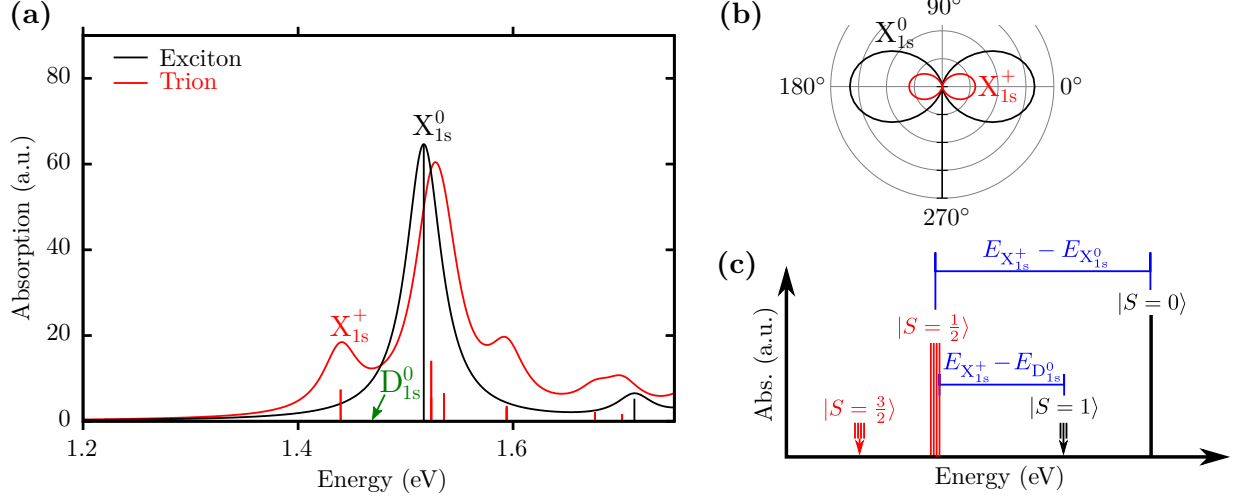 (a)
Absorption (a.u.)
80
60
40
20
0
1.2
1.4
1.6
Energy (eV)
Exciton
Trion
X⁰₁ₛ
X⁺₁ₛ
D⁰₁ₛ
(b)
90°
180°
0°
270°
X⁰₁ₛ
X⁺₁ₛ
(c)
E_X⁺₁ₛ − E_X⁰₁ₛ
|S = 0⟩
|S = 1/2⟩
E_X⁺₁ₛ − E_D⁰₁ₛ
|S = 3/2⟩
|S = 1⟩
Abs. (a.u.)
Energy (eV)